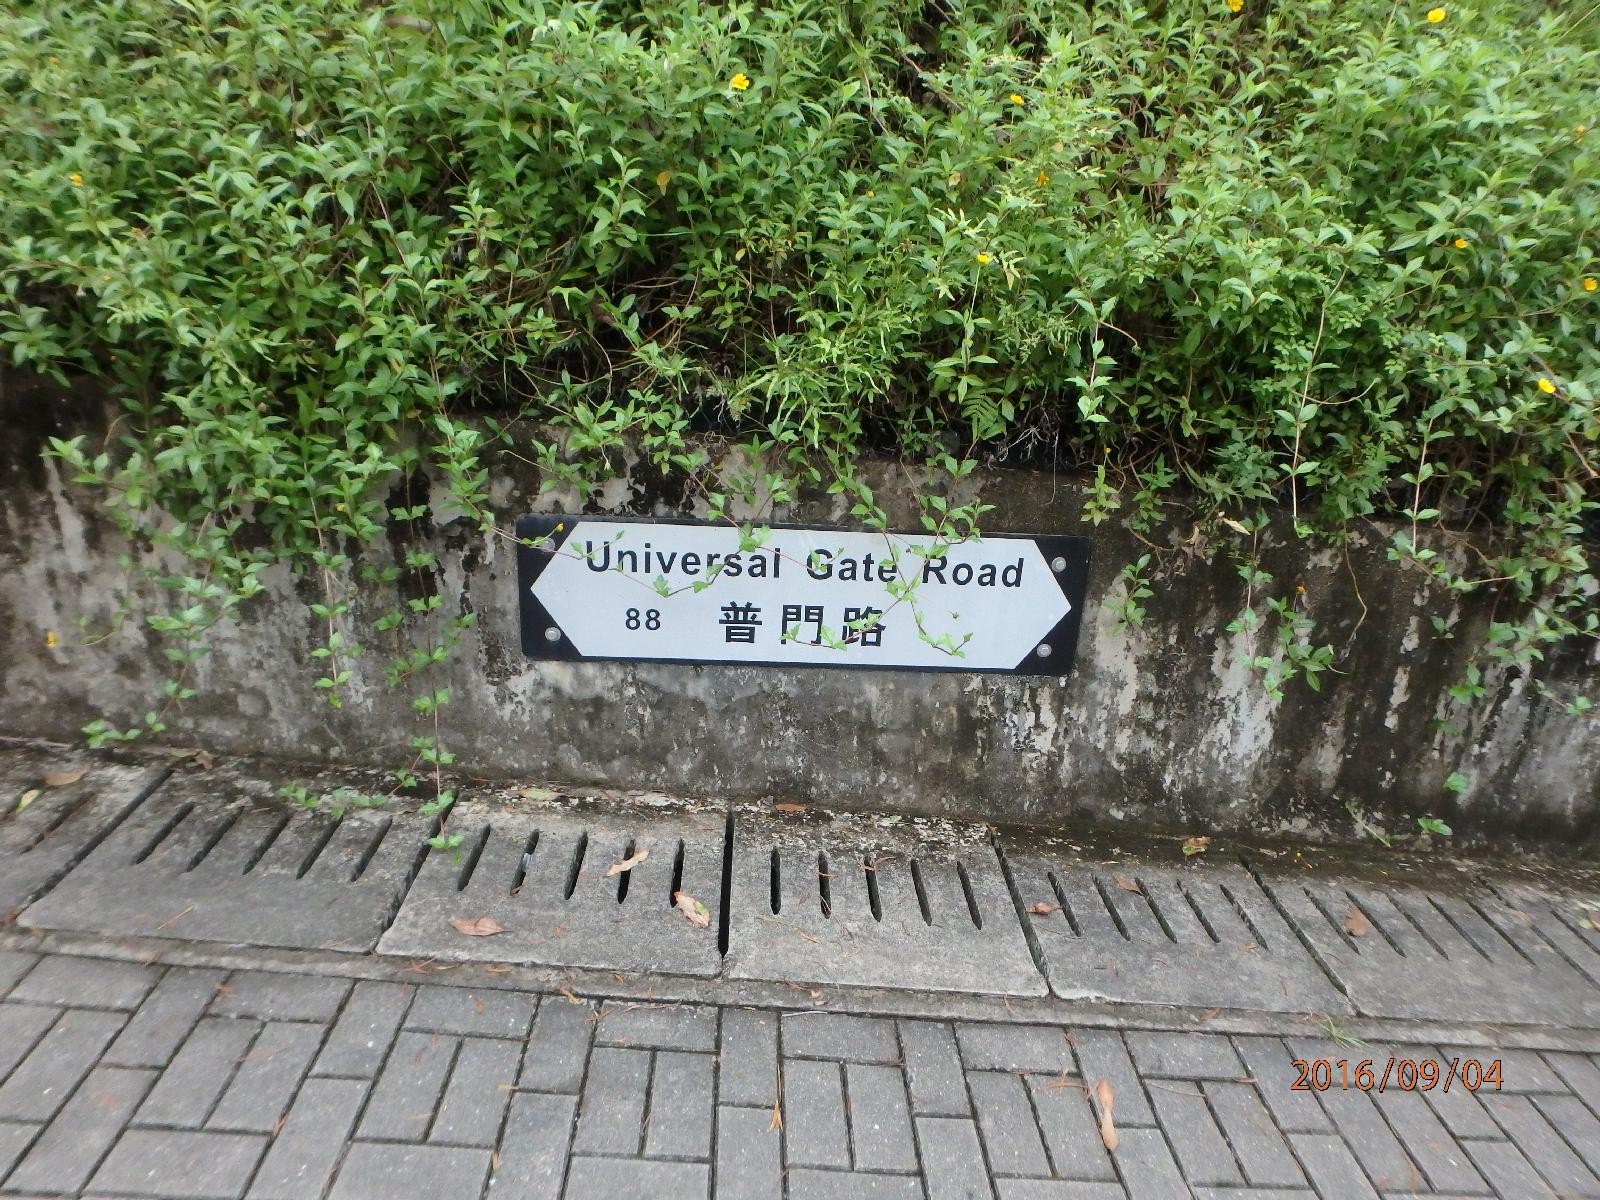 Universal Gate Road
88 普門路
2016/09/04